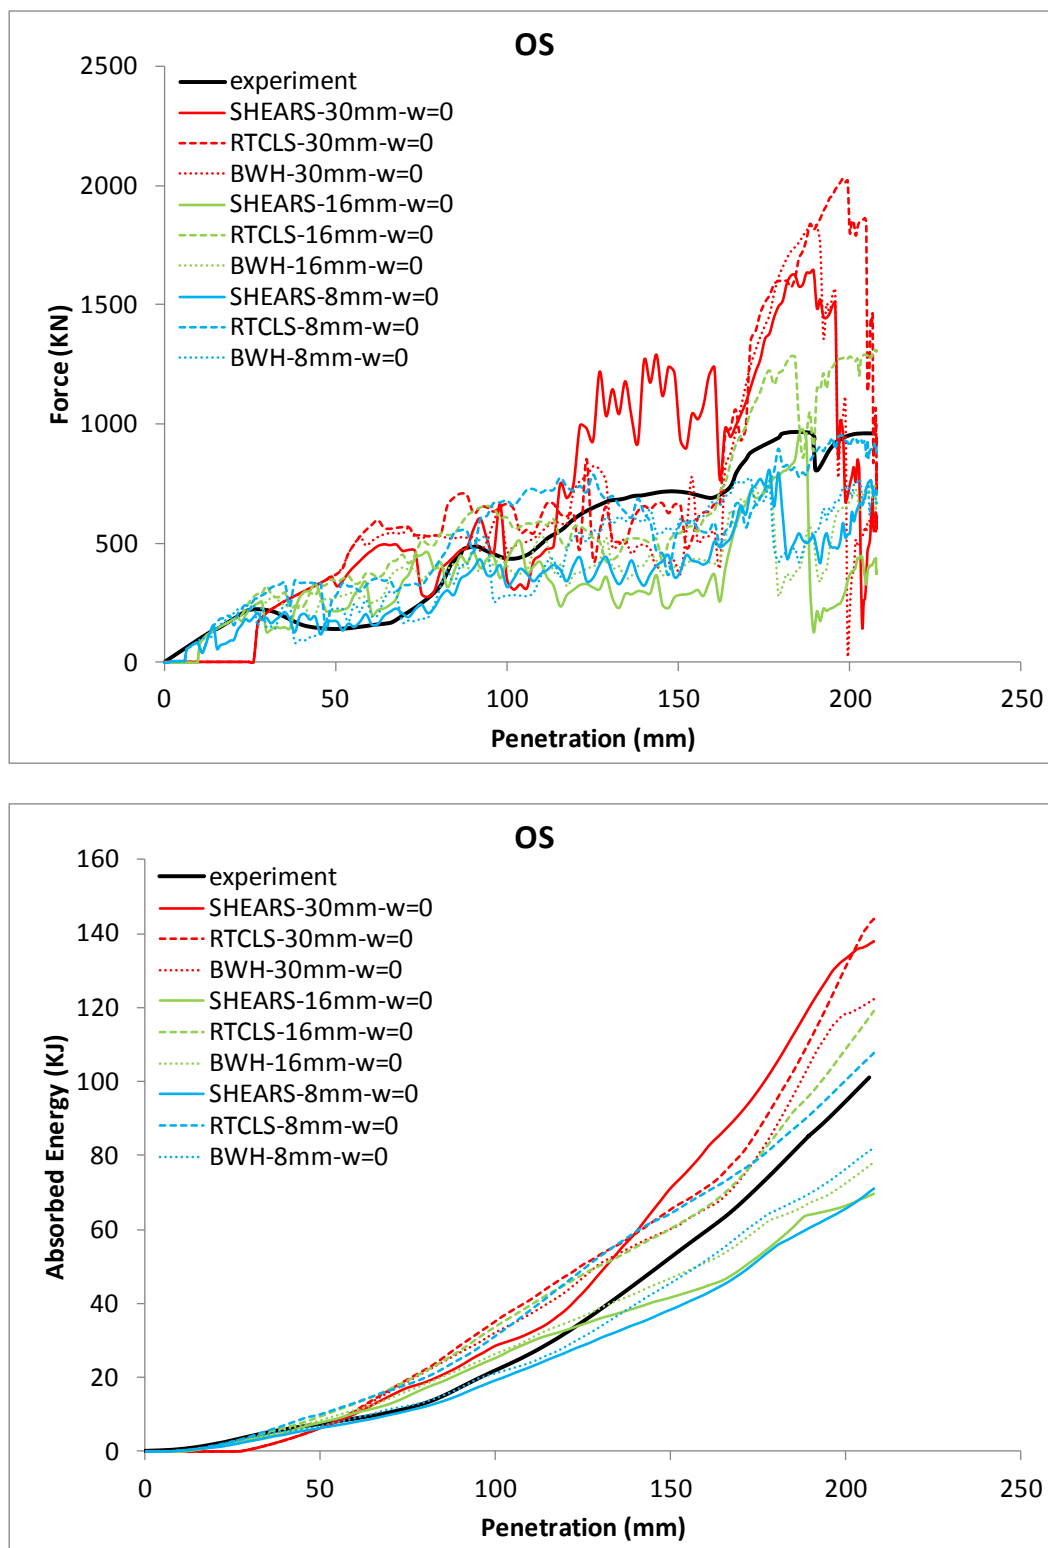 OS
2500
2000
1500
1000
500
0
Force (KN)
experiment
SHEARS-30mm-w=0
RTCLS-30mm-w=0
BWH-30mm-w=0
SHEARS-16mm-w=0
RTCLS-16mm-w=0
BWH-16mm-w=0
SHEARS-8mm-w=0
RTCLS-8mm-w=0
BWH-8mm-w=0
0 50 100 150 200 250
Penetration (mm)
OS
160
140
120
100
80
60
40
20
0
Absorbed Energy (KJ)
experiment
SHEARS-30mm-w=0
RTCLS-30mm-w=0
BWH-30mm-w=0
SHEARS-16mm-w=0
RTCLS-16mm-w=0
BWH-16mm-w=0
SHEARS-8mm-w=0
RTCLS-8mm-w=0
BWH-8mm-w=0
0 50 100 150 200 250
Penetration (mm)